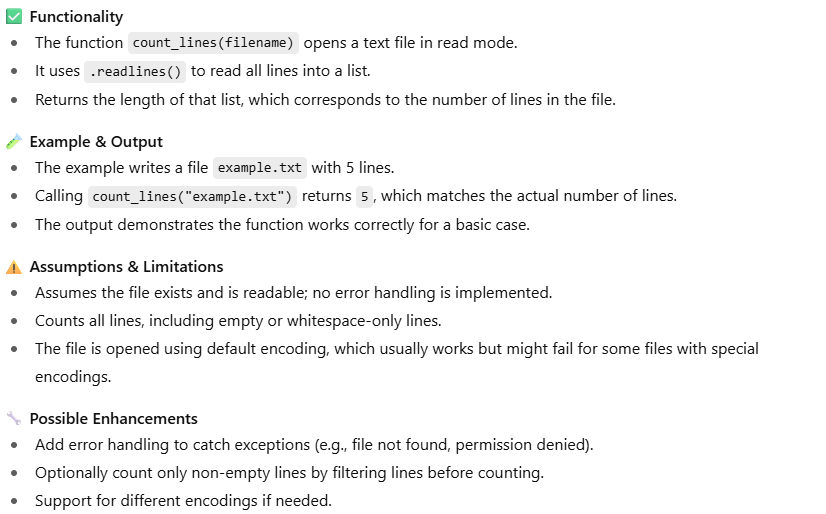 ✅ Functionality
• The function count_lines(filename) opens a text file in read mode.
• It uses .readlines() to read all lines into a list.
• Returns the length of that list, which corresponds to the number of lines in the file.
🧪 Example & Output
• The example writes a file example.txt with 5 lines.
• Calling count_lines("example.txt") returns 5, which matches the actual number of lines.
• The output demonstrates the function works correctly for a basic case.
⚠️ Assumptions & Limitations
• Assumes the file exists and is readable; no error handling is implemented.
• Counts all lines, including empty or whitespace-only lines.
• The file is opened using default encoding, which usually works but might fail for some files with special
encodings.
🔧 Possible Enhancements
• Add error handling to catch exceptions (e.g., file not found, permission denied).
• Optionally count only non-empty lines by filtering lines before counting.
• Support for different encodings if needed.